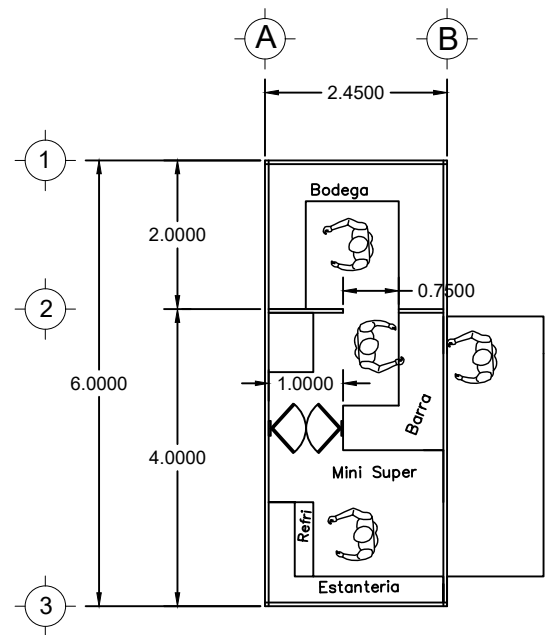 A
B
2.4500
1
Bodega
2.0000
0.7500
2
6.0000
1.0000
Barra
4.0000
Mini Super
Refri
Estanteria
3